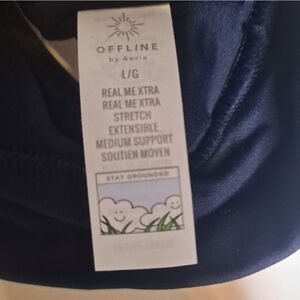 OFFLINE
by Aerie
L/G
REAL ME XTRA
REAL ME XTRA
STRETCH
EXTENSIBLE
MEDIUM SUPPORT
SOUTIEN MOYEN
STAY GROUNDED